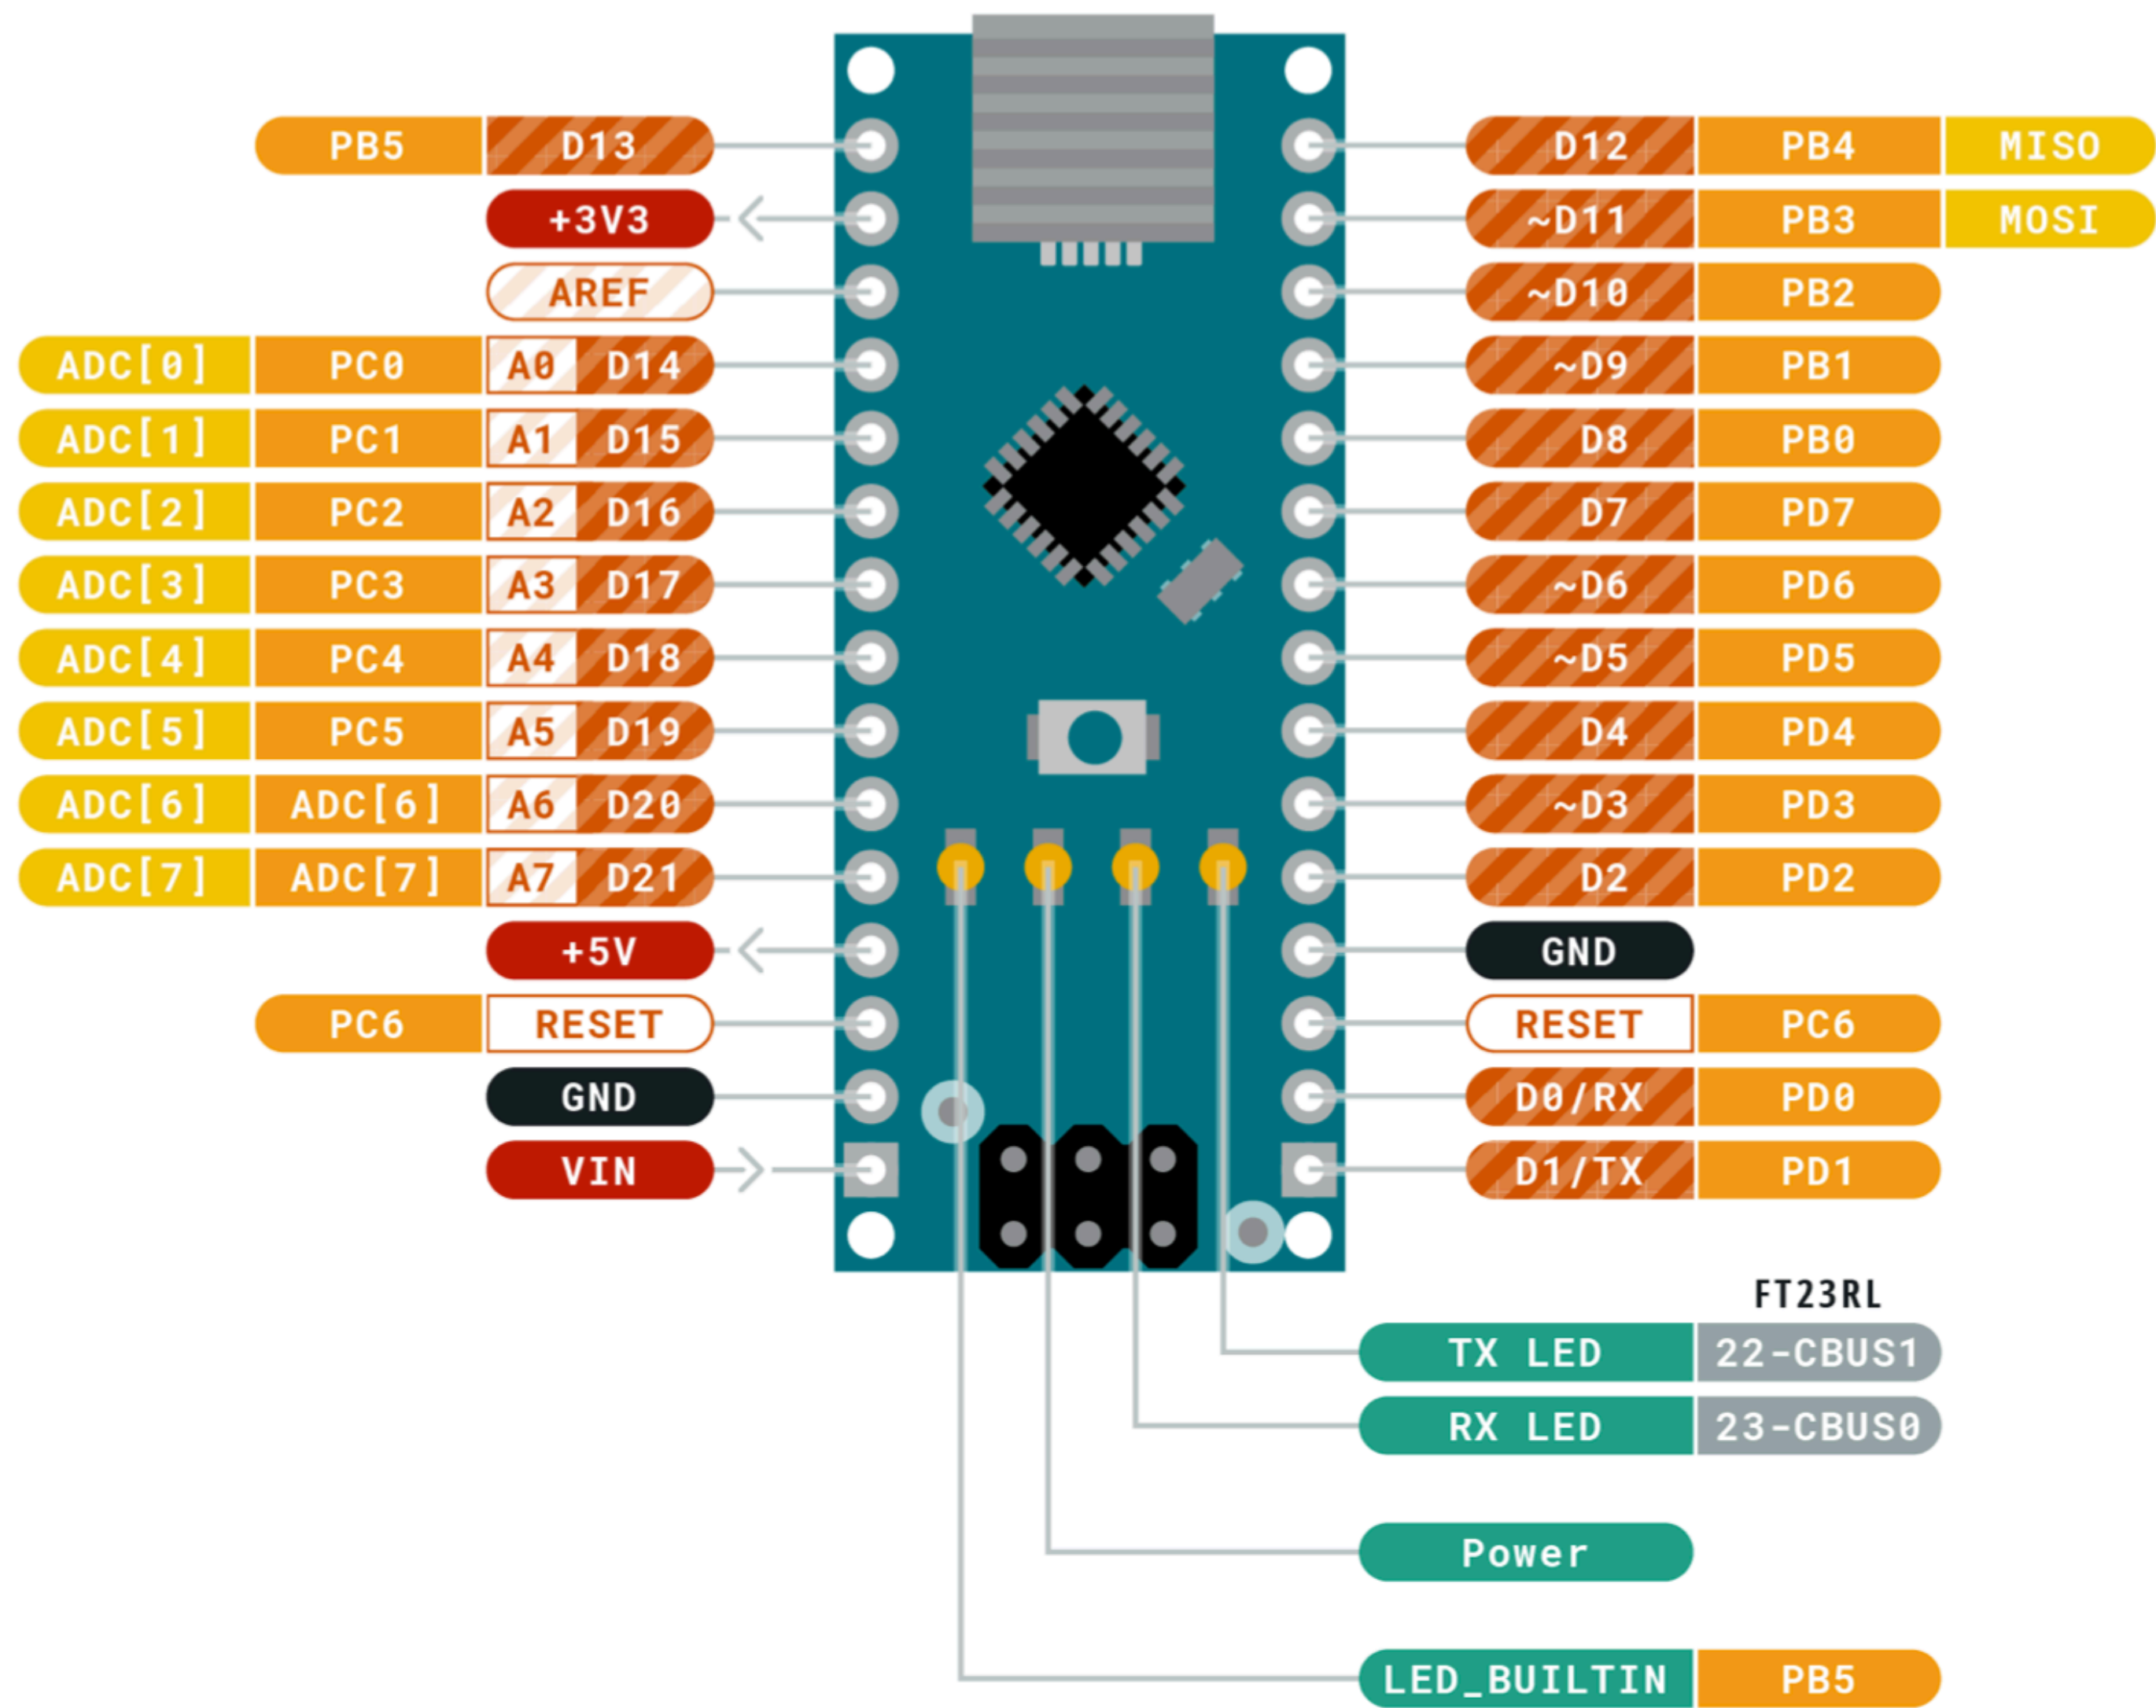 PB5 D13 D12 PB4 MISO
+3V3 ~D11 PB3 MOSI
AREF ~D10 PB2
ADC[0] PC0 A0 D14 ~D9 PB1
ADC[1] PC1 A1 D15 D8 PB0
ADC[2] PC2 A2 D16 D7 PD7
ADC[3] PC3 A3 D17 ~D6 PD6
ADC[4] PC4 A4 D18 ~D5 PD5
ADC[5] PC5 A5 D19 D4 PD4
ADC[6] ADC[6] A6 D20 ~D3 PD3
ADC[7] ADC[7] A7 D21 D2 PD2
+5V GND
PC6 RESET RESET PC6
GND D0/RX PD0
VIN D1/TX PD1
FT23RL
TX LED 22-CBUS1
RX LED 23-CBUS0
Power
LED_BUILTIN PB5